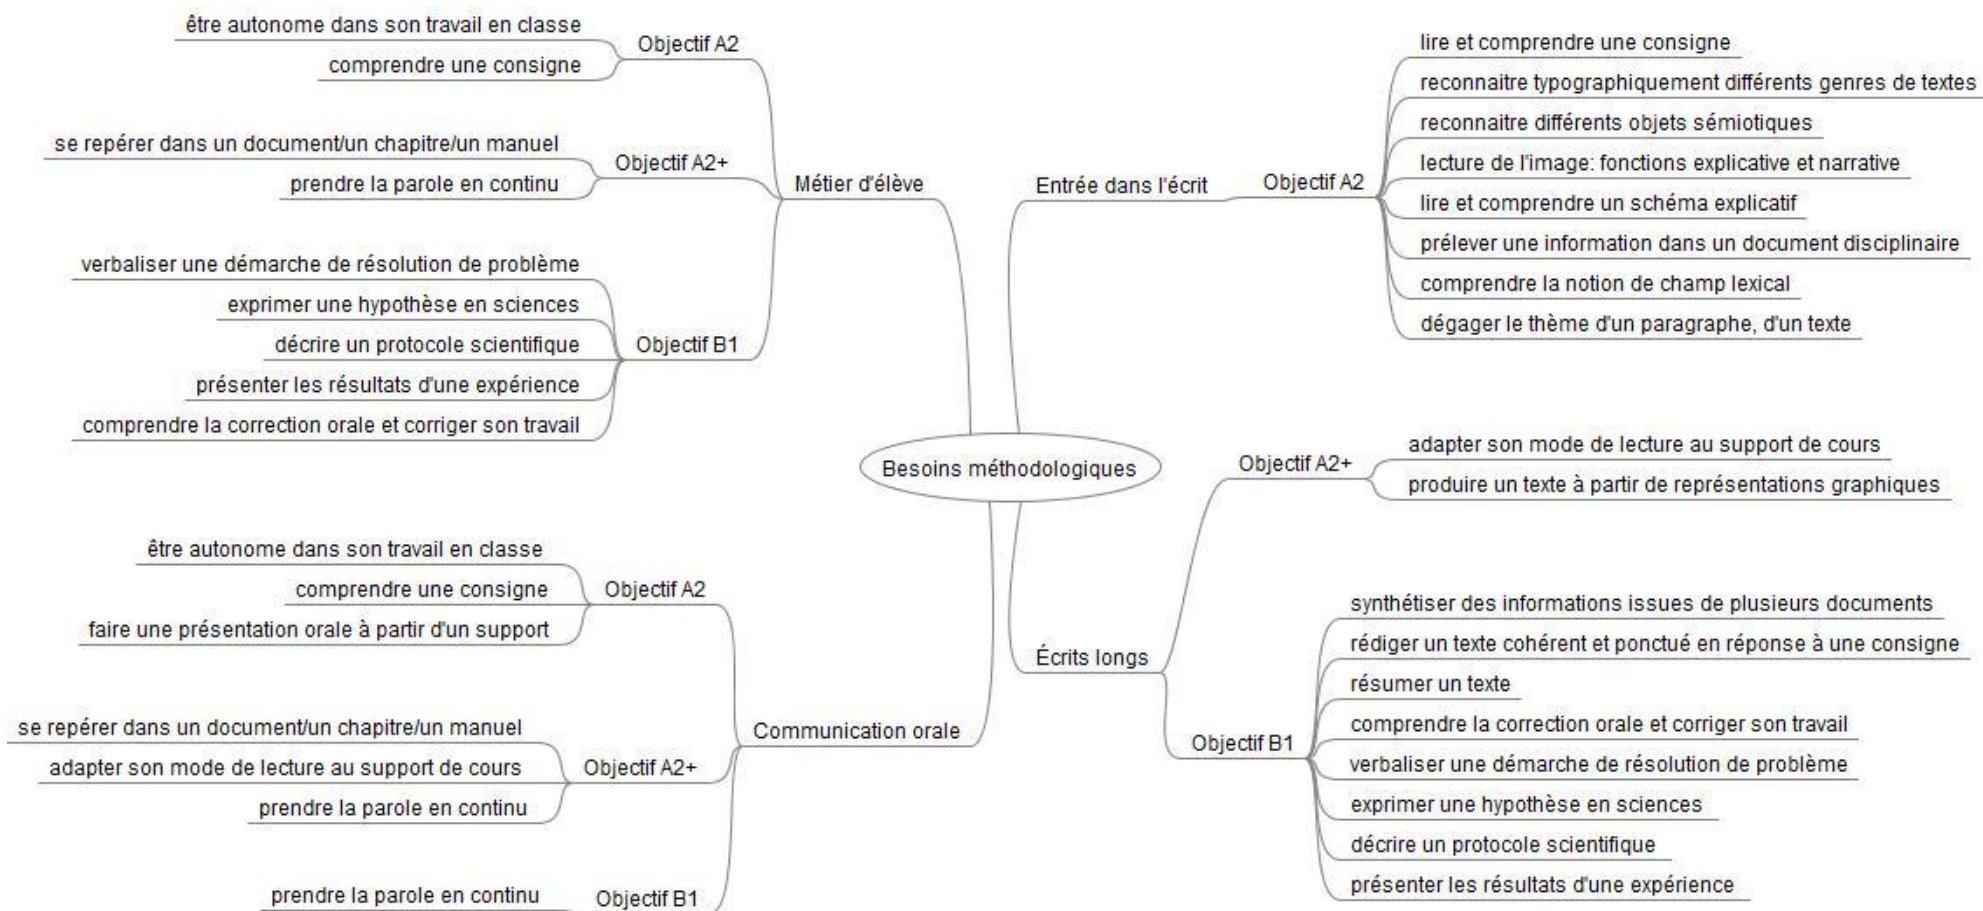 Besoins méthodologiques
Métier d'élève
Objectif A2
être autonome dans son travail en classe
comprendre une consigne
Objectif A2+
se repérer dans un document/un chapitre/un manuel
prendre la parole en continu
Objectif B1
verbaliser une démarche de résolution de problème
exprimer une hypothèse en sciences
décrire un protocole scientifique
présenter les résultats d'une expérience
comprendre la correction orale et corriger son travail
Communication orale
Objectif A2
être autonome dans son travail en classe
comprendre une consigne
faire une présentation orale à partir d'un support
Objectif A2+
se repérer dans un document/un chapitre/un manuel
adapter son mode de lecture au support de cours
prendre la parole en continu
Objectif B1
prendre la parole en continu
Entrée dans l'écrit
Objectif A2
lire et comprendre une consigne
reconnaitre typographiquement différents genres de textes
reconnaitre différents objets sémiotiques
lecture de l'image: fonctions explicative et narrative
lire et comprendre un schéma explicatif
prélever une information dans un document disciplinaire
comprendre la notion de champ lexical
dégager le thème d'un paragraphe, d'un texte
Écrits longs
Objectif A2+
adapter son mode de lecture au support de cours
produire un texte à partir de représentations graphiques
Objectif B1
synthétiser des informations issues de plusieurs documents
rédiger un texte cohérent et ponctué en réponse à une consigne
résumer un texte
comprendre la correction orale et corriger son travail
verbaliser une démarche de résolution de problème
exprimer une hypothèse en sciences
décrire un protocole scientifique
présenter les résultats d'une expérience